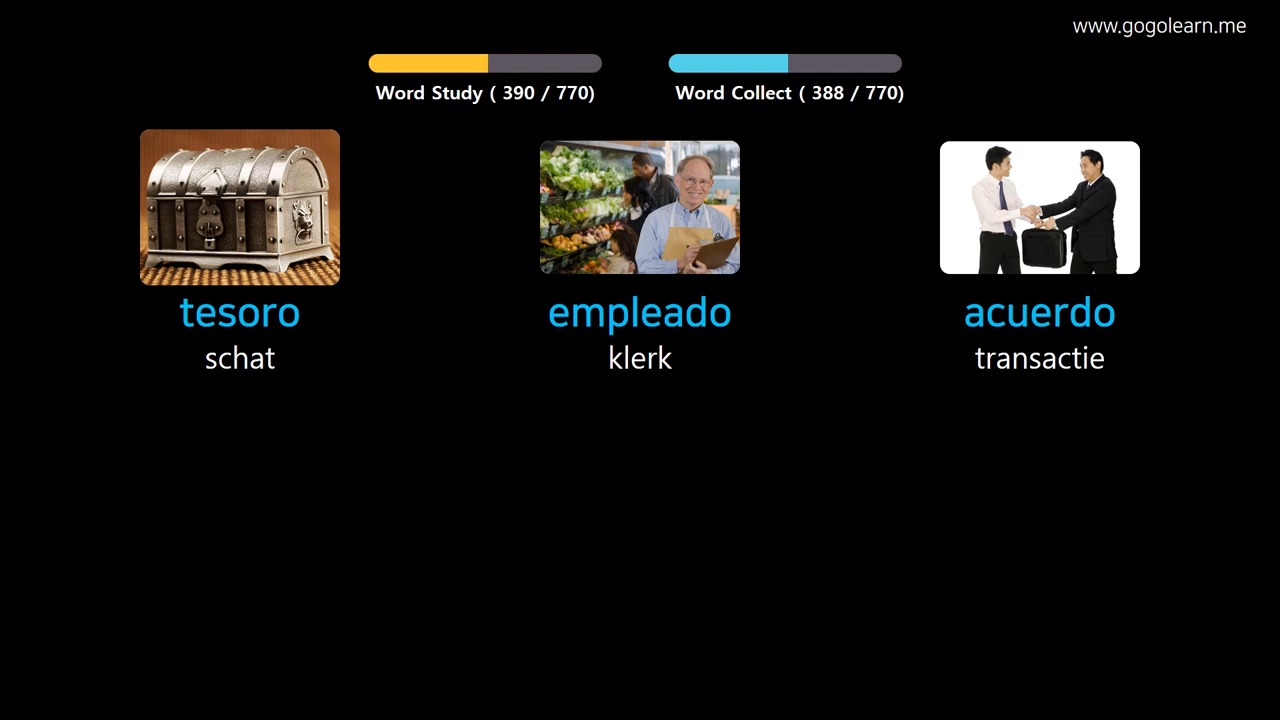 www.gogolearn.me
Word Study ( 390 / 770)
Word Collect ( 388 / 770)
tesoro
schat
empleado
klerk
acuerdo
transactie